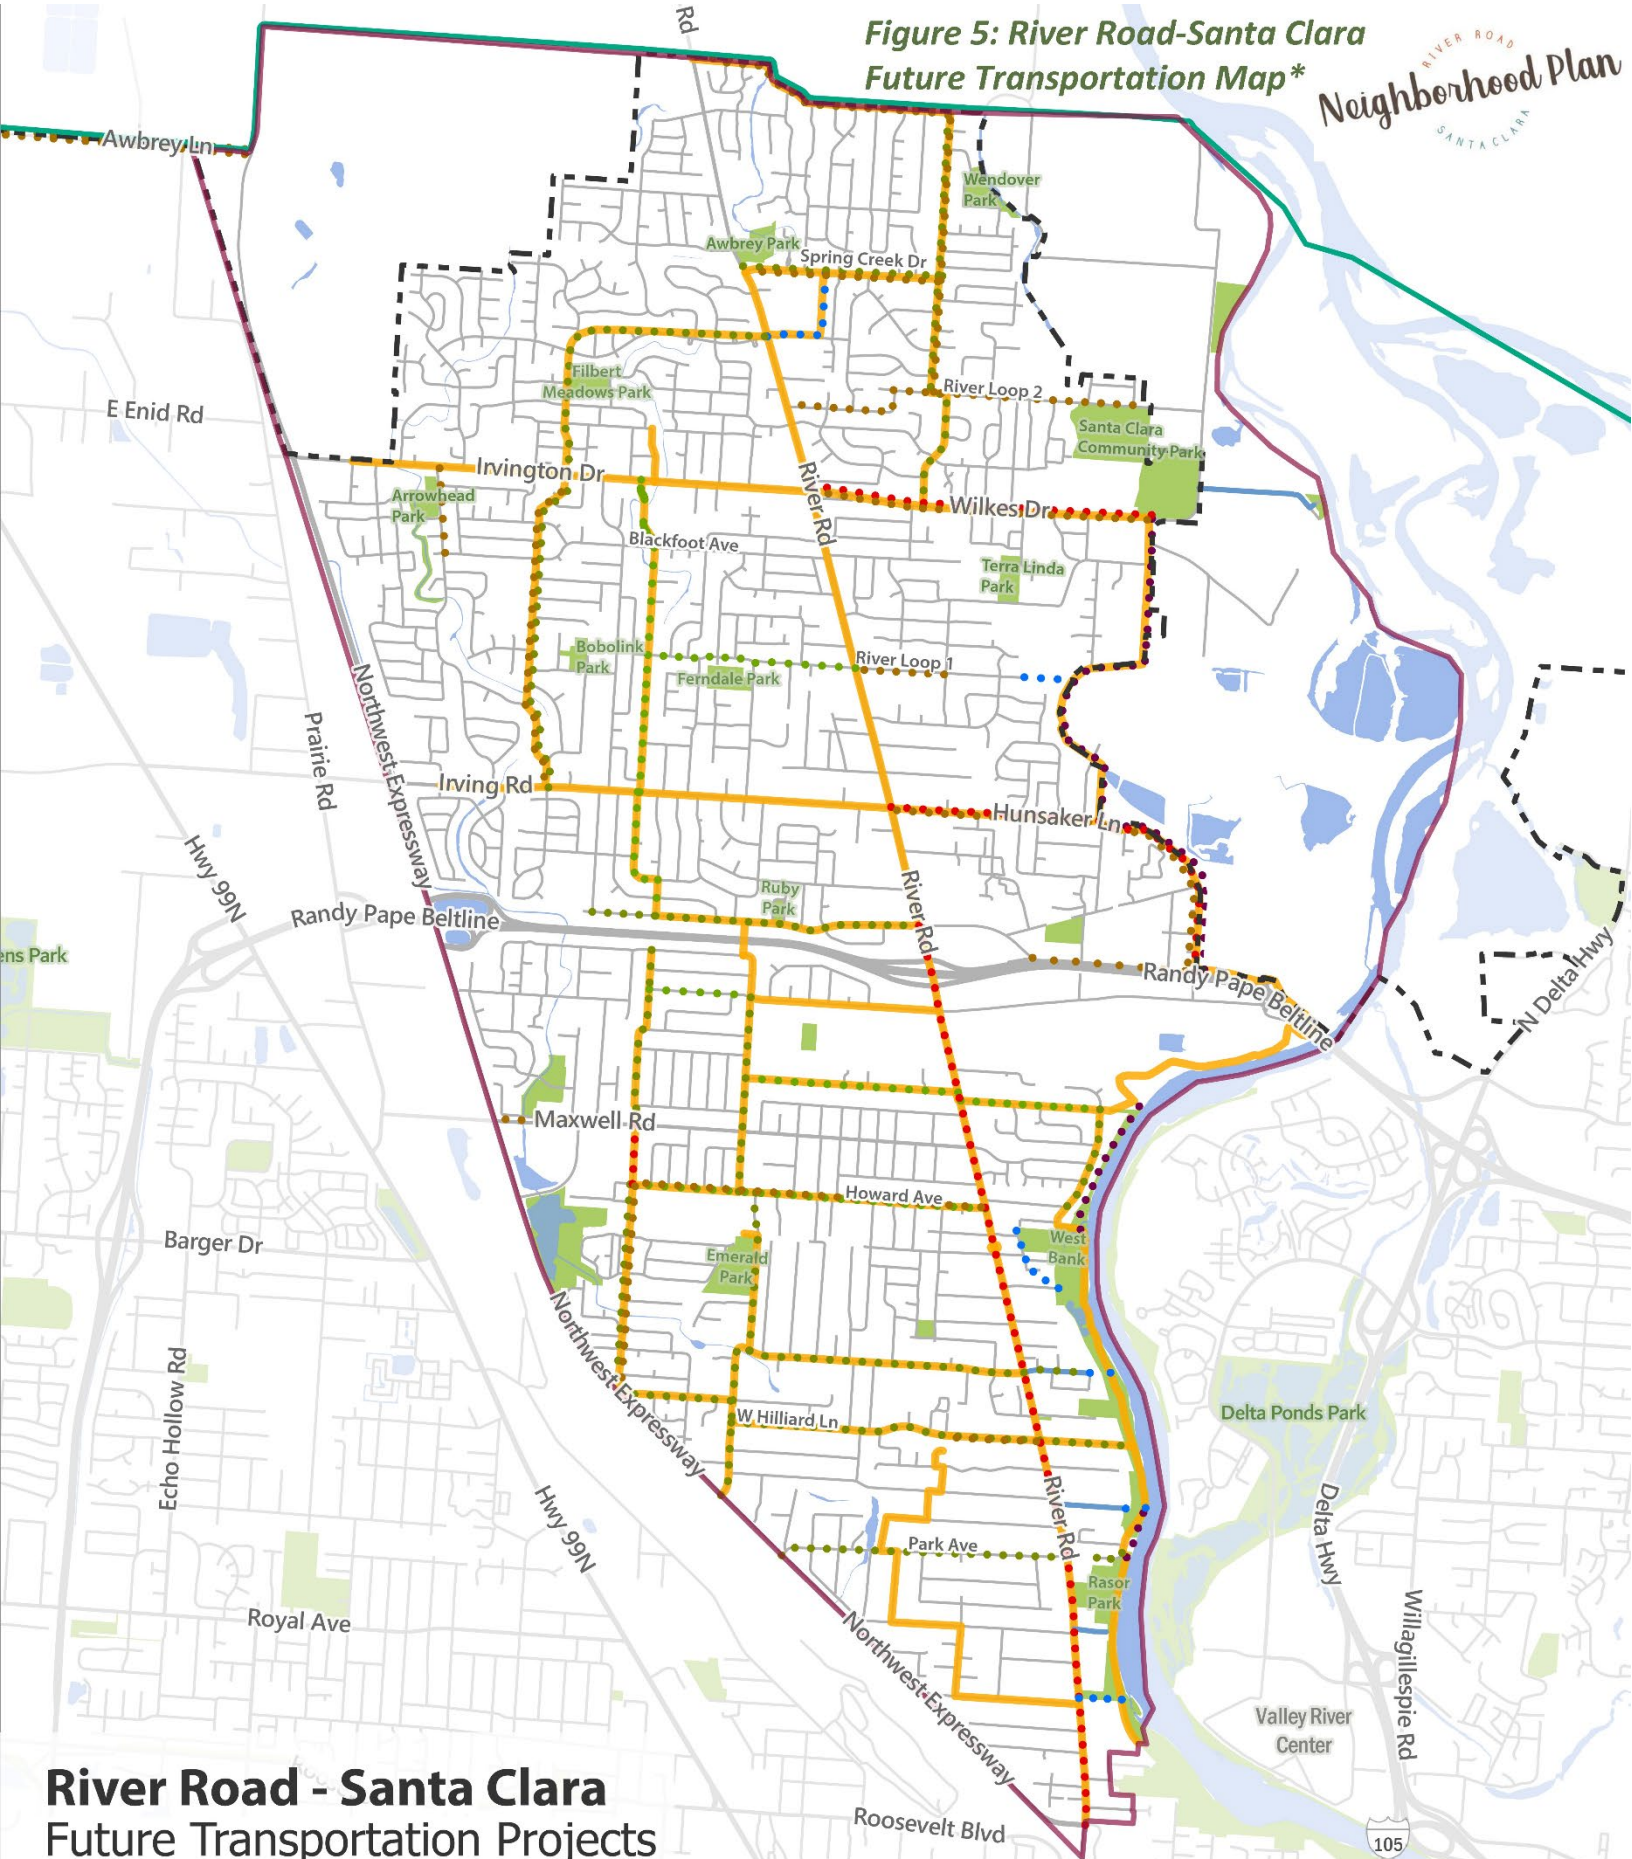 Rd
Figure 5: River Road-Santa Clara
Future Transportation Map*
RIVER ROAD
Neighborhood Plan
SANTA CLARA
Awbrey Ln
Wendover
Park
Awbrey Park
Spring Creek Dr
E Enid Rd
Filbert
Meadows Park
River Loop 2
Santa Clara
Community Park
Irvington Dr
River Rd
Arrowhead
Park
Wilkes Dr
Blackfoot Ave
Terra Linda
Park
Bobolink
Park
River Loop 1
Ferndale Park
Northwest Expressway
Prairie Rd
Irving Rd
Hunsaker Ln
Hwy 99N
Ruby
Park
River Rd
Randy Pape Beltline
ens Park
Randy Pape Beltline
N Delta Hwy
Maxwell Rd
Howard Ave
Barger Dr
West
Bank
Emerald
Park
Northwest Expressway
Echo Hollow Rd
W Hilliard Ln
Delta Ponds Park
Hwy 99N
River Rd
Delta Hwy
Park Ave
Rasor
Park
Royal Ave
Northwest Expressway
Willagillespie Rd
Valley River
Center
River Road - Santa Clara
Future Transportation Projects
Roosevelt Blvd
105